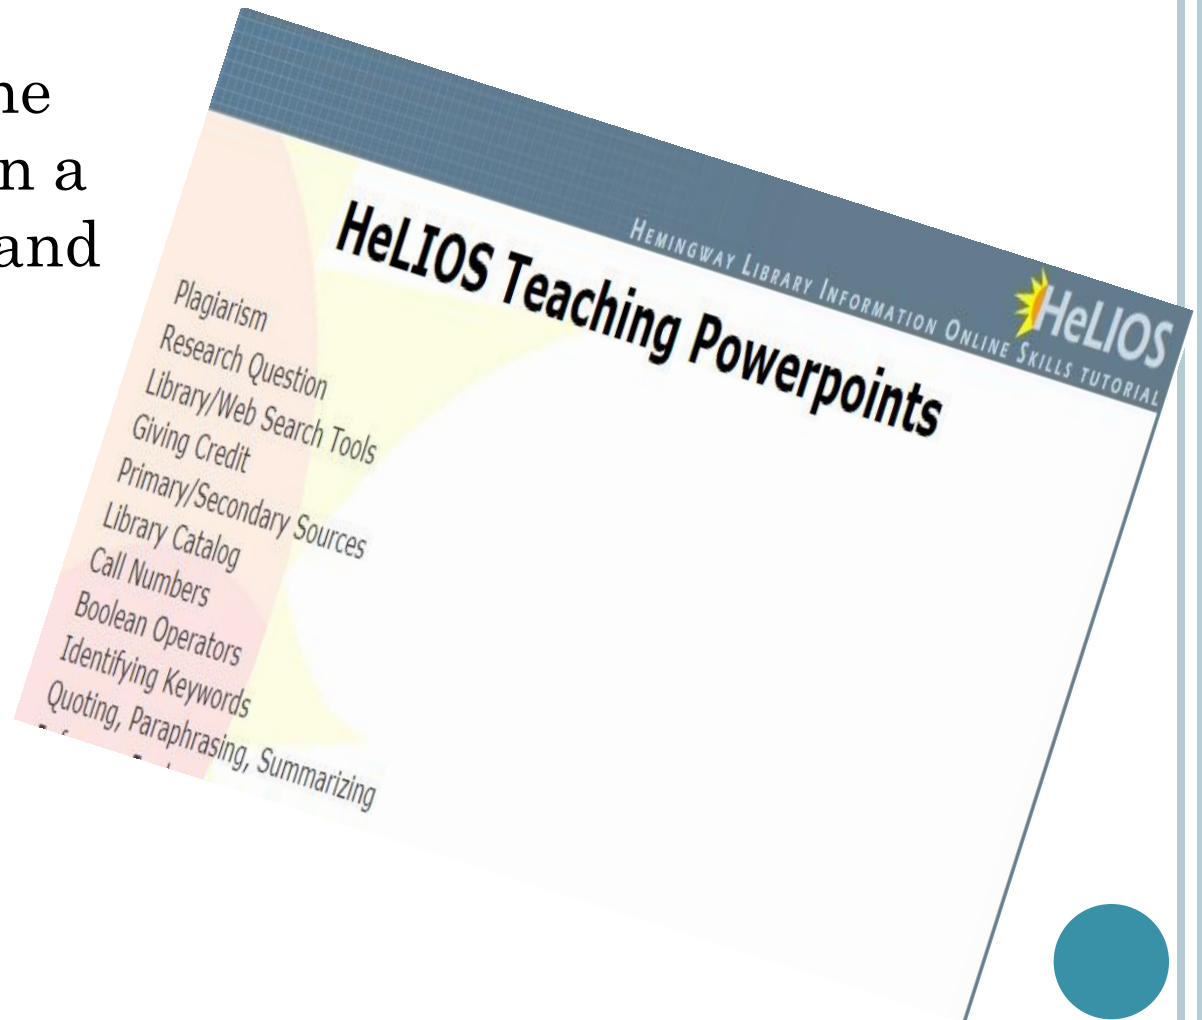 ne
n a
and
HEMINGWAY LIBRARY INFORMATION ONLINE SKILLS TUTORIAL
HeLIOS
HeLIOS Teaching Powerpoints
Plagiarism
Research Question
Library/Web Search Tools
Giving Credit
Primary/Secondary Sources
Library Catalog
Call Numbers
Boolean Operators
Identifying Keywords
Quoting, Paraphrasing, Summarizing